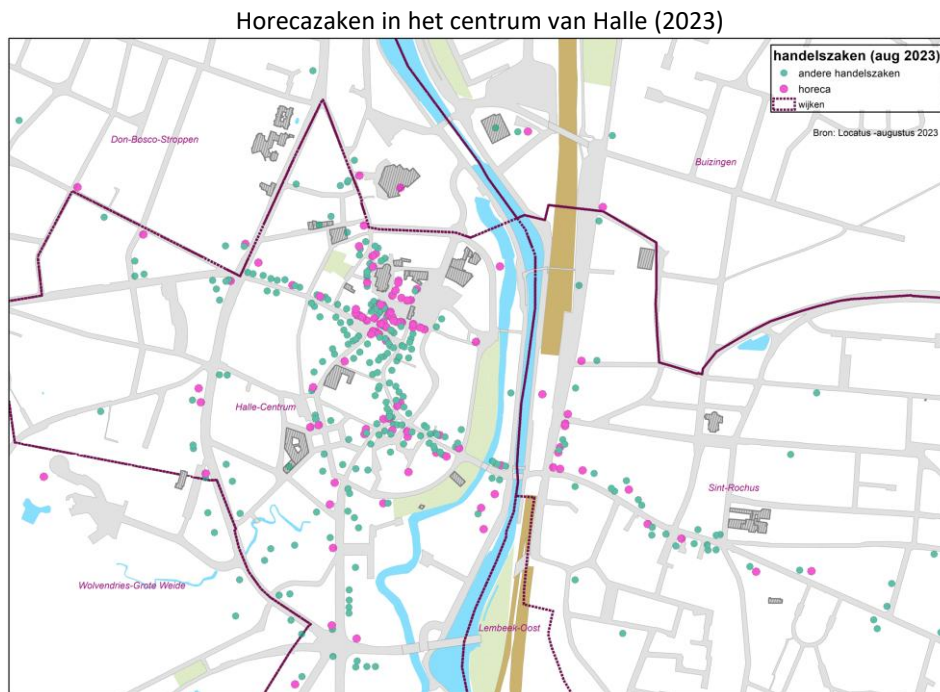 Horecazaken in het centrum van Halle (2023)
handelszaken (aug 2023)
andere handelszaken
horeca
wijken
Bron: Locatus -augustus 2023
Don-Bosco-Stroppen
Buizingen
Halle-Centrum
Sint-Rochus
Wolvendries-Grote Weide
Lembeek-Oost